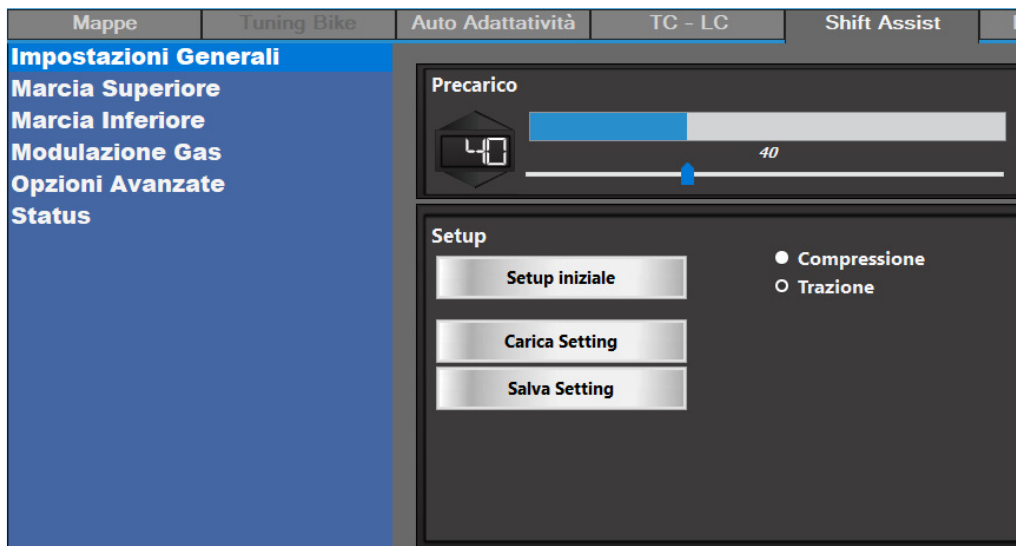 Mappe
Tuning Bike
Auto Adattatività
TC - LC
Shift Assist
Impostazioni Generali
Marcia Superiore
Marcia Inferiore
Modulazione Gas
Opzioni Avanzate
Status
Precarico
40
40
Setup
Setup iniziale
Carica Setting
Salva Setting
Compressione
Trazione